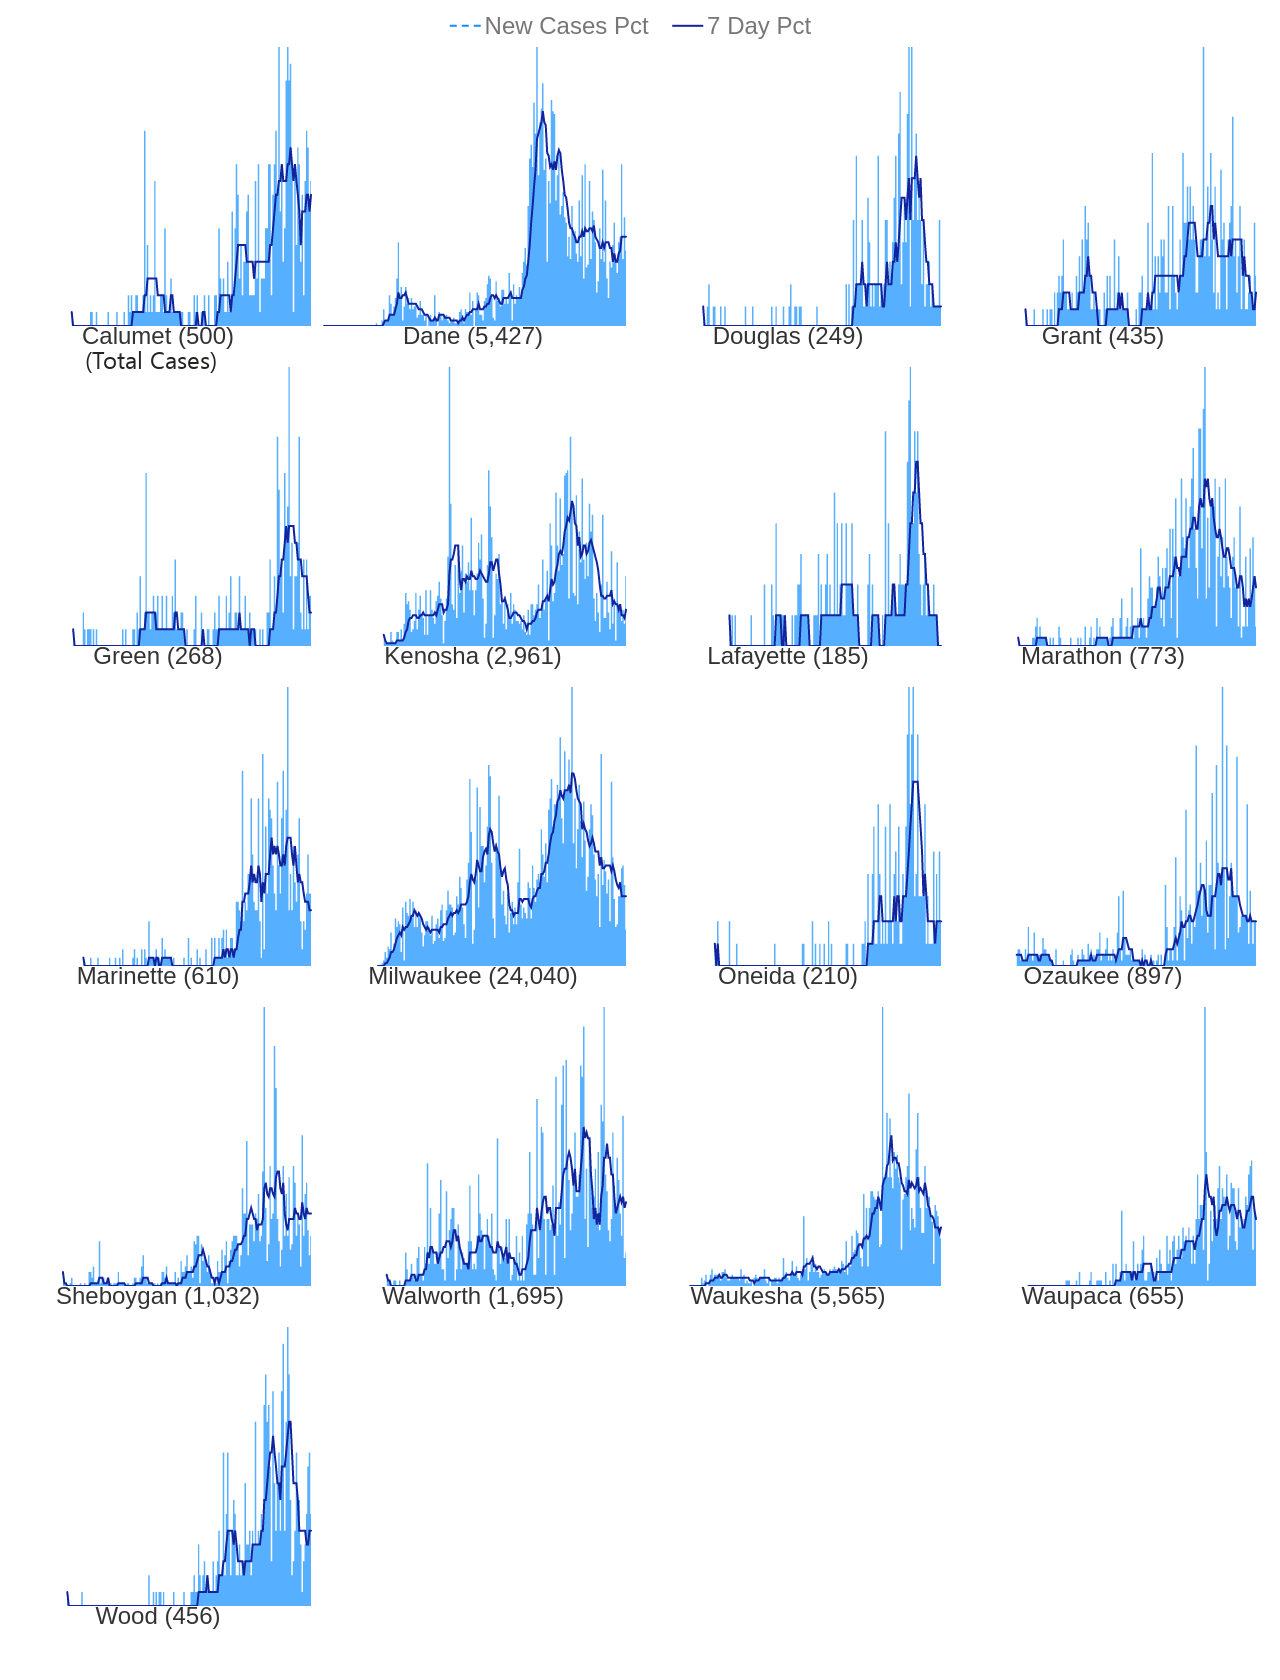 New Cases Pct 7 Day Pct
Calumet (500) Dane (5,427) Douglas (249) Grant (435)
(Total Cases)
Green (268) Kenosha (2,961) Lafayette (185) Marathon (773)
Marinette (610) Milwaukee (24,040) Oneida (210) Ozaukee (897)
Sheboygan (1,032) Walworth (1,695) Waukesha (5,565) Waupaca (655)
Wood (456)